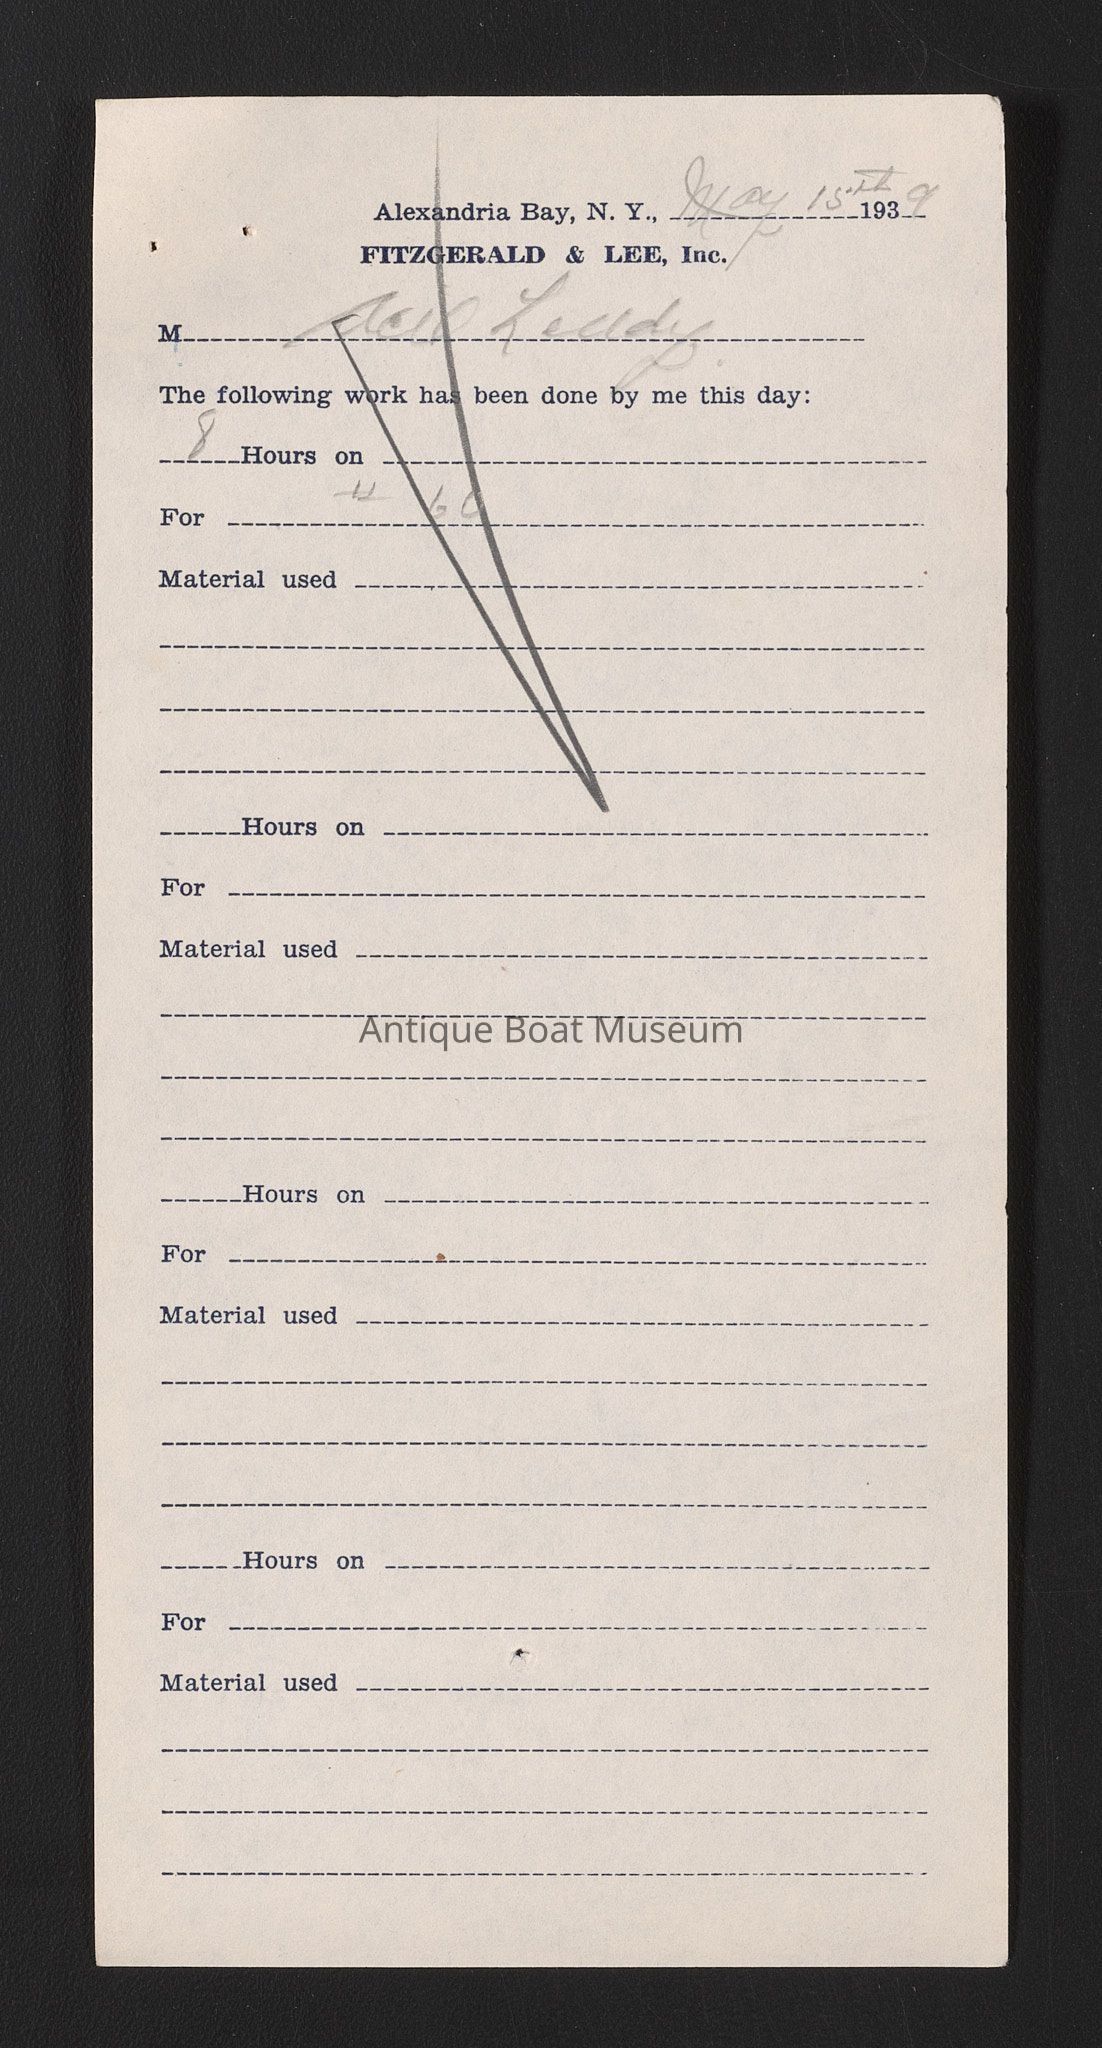 Alexandria Bay, N. Y., May 15th 1939
FITZGERALD & LEE, Inc.
M
The following work has been done by me this day:
8 Hours on
For " 60
Material used
Hours on
For
Material used
Antique Boat Museum
Hours on
For
Material used
Hours on
For
Material used